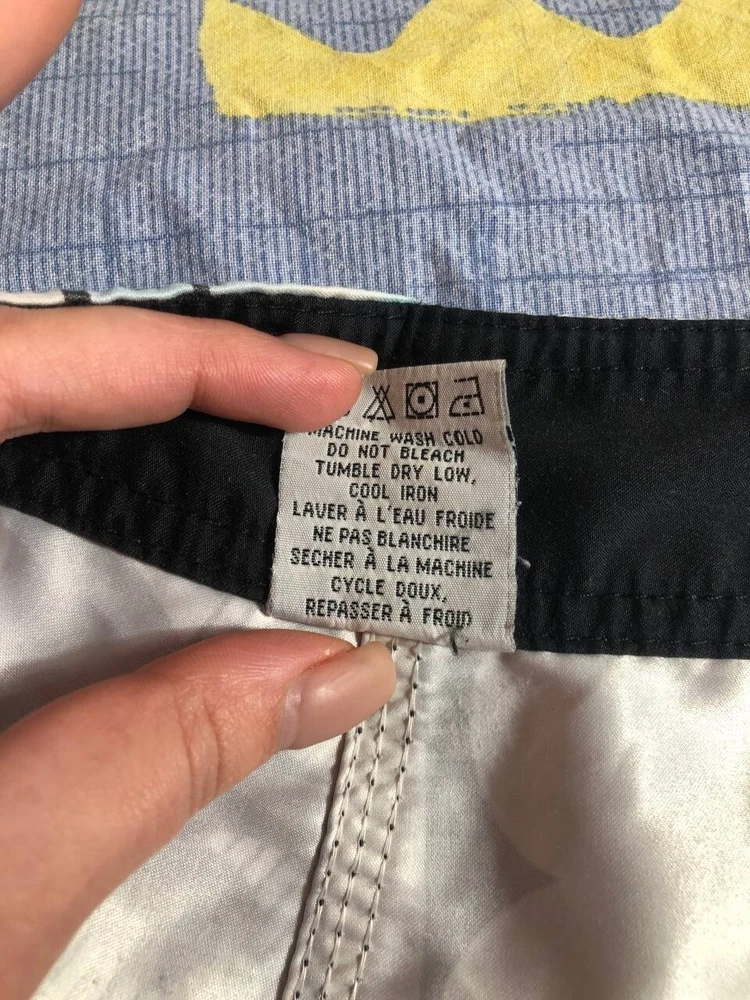 MACHINE WASH COLD
DO NOT BLEACH
TUMBLE DRY LOW,
COOL IRON
LAVER À L'EAU FROIDE
NE PAS BLANCHIRE
SECHER À LA MACHINE
CYCLE DOUX,
REPASSER À FROID